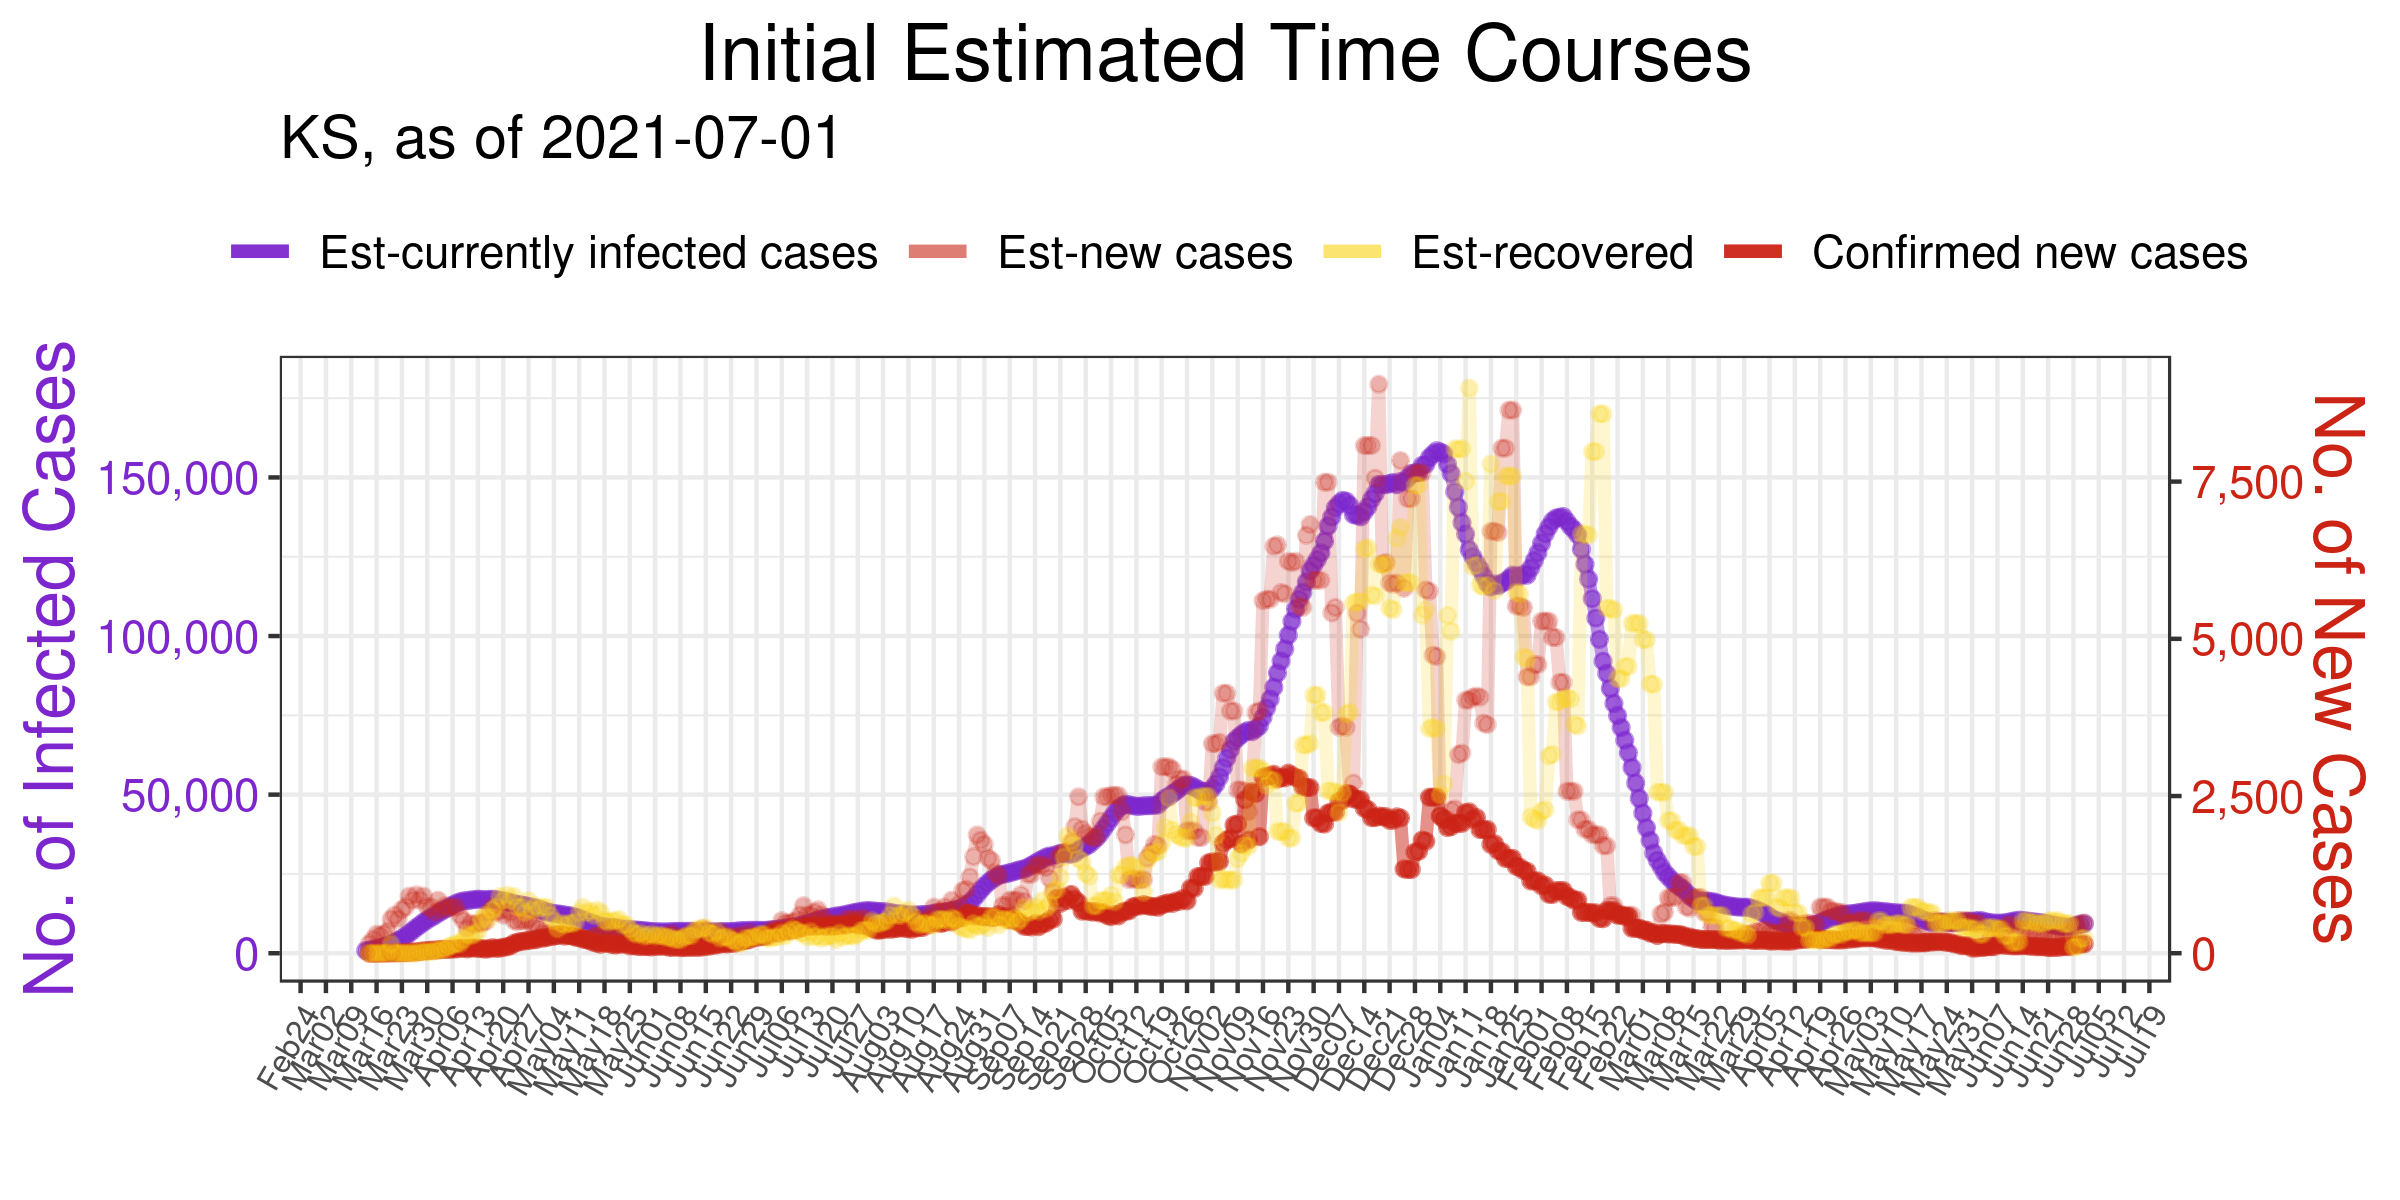 Initial Estimated Time Courses
KS, as of 2021-07-01
Est-currently infected cases Est-new cases Est-recovered Confirmed new cases
No. of Infected Cases
150,000
100,000
50,000
0
7,500
5,000
2,500
0
No. of New Cases
Feb24 Mar02 Mar09 Mar16 Mar23 Mar30 Apr06 Apr13 Apr20 Apr27 May04 May11 May18 May25 Jun01 Jun08 Jun15 Jun22 Jun29 Jul06 Jul13 Jul20 Jul27 Aug03 Aug10 Aug17 Aug24 Aug31 Sep07 Sep14 Sep21 Sep28 Oct05 Oct12 Oct19 Oct26 Nov02 Nov09 Nov16 Nov23 Nov30 Dec07 Dec14 Dec21 Dec28 Jan04 Jan11 Jan18 Jan25 Feb01 Feb08 Feb15 Feb22 Mar01 Mar08 Mar15 Mar22 Mar29 Apr05 Apr12 Apr19 Apr26 May03 May10 May17 May24 May31 Jun07 Jun14 Jun21 Jun28 Jul05 Jul12 Jul19